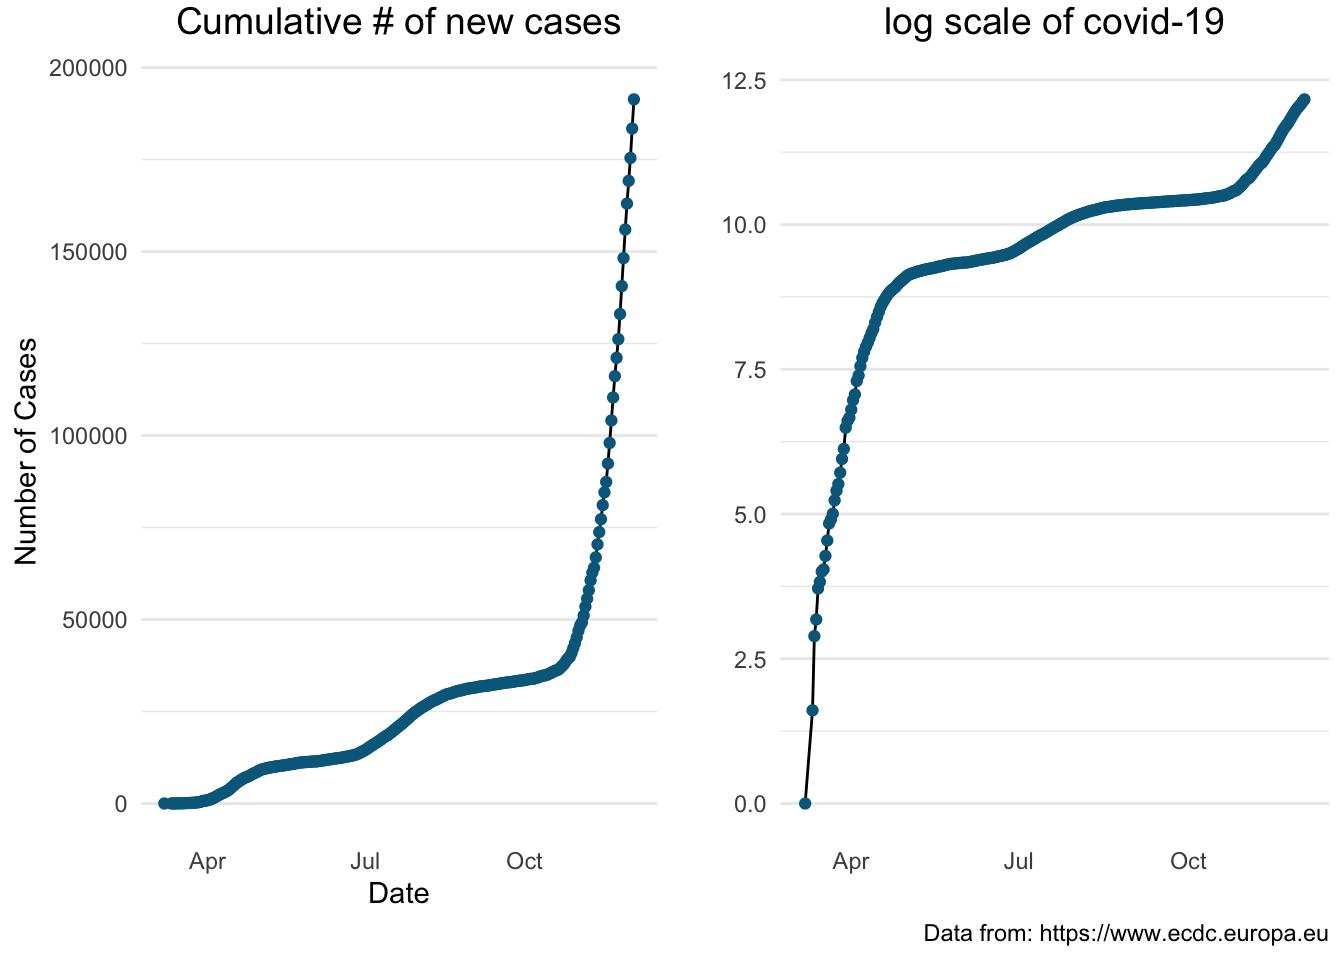 Cumulative # of new cases
200000
150000
100000
50000
0
Number of Cases
Apr Jul Oct
Date
log scale of covid-19
12.5
10.0
7.5
5.0
2.5
0.0
Apr Jul Oct
Data from: https://www.ecdc.europa.eu